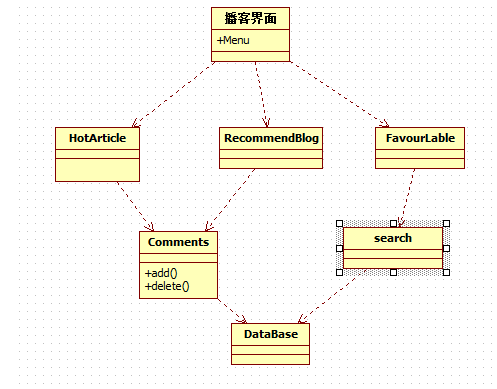 播客界面
+Menu
HotArticle
RecommendBlog
FavourLable
Comments
+add()
+delete()
search
DataBase